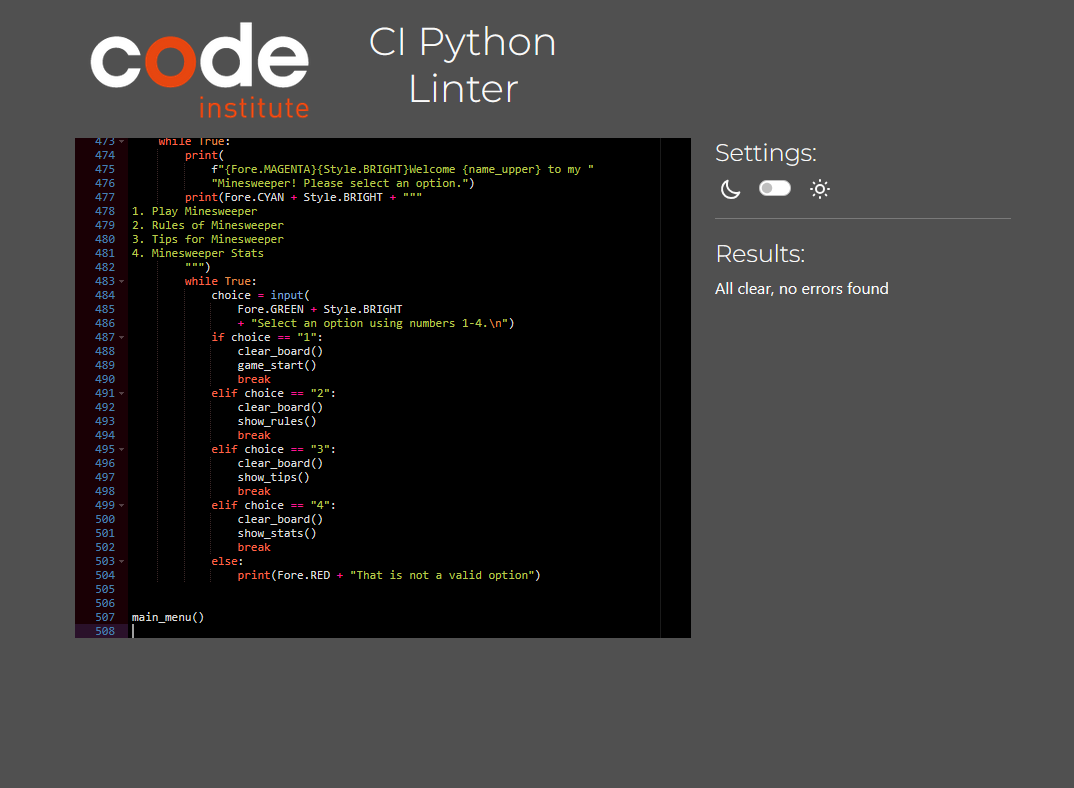 code
institute
CI Python
Linter
473 while True:
474 print(
475 f"{Fore.MAGENTA}{Style.BRIGHT}Welcome {name_upper} to my "
476 "Minesweeper! Please select an option.")
477 print(Fore.CYAN + Style.BRIGHT + """
478 1. Play Minesweeper
479 2. Rules of Minesweeper
480 3. Tips for Minesweeper
481 4. Minesweeper Stats
482 """)
483 while True:
484 choice = input(
485 Fore.GREEN + Style.BRIGHT
486 + "Select an option using numbers 1-4.\n")
487 if choice == "1":
488 clear_board()
489 game_start()
490 break
491 elif choice == "2":
492 clear_board()
493 show_rules()
494 break
495 elif choice == "3":
496 clear_board()
497 show_tips()
498 break
499 elif choice == "4":
500 clear_board()
501 show_stats()
502 break
503 else:
504 print(Fore.RED + "That is not a valid option")
505
506
507 main_menu()
508
Settings:
Results:
All clear, no errors found